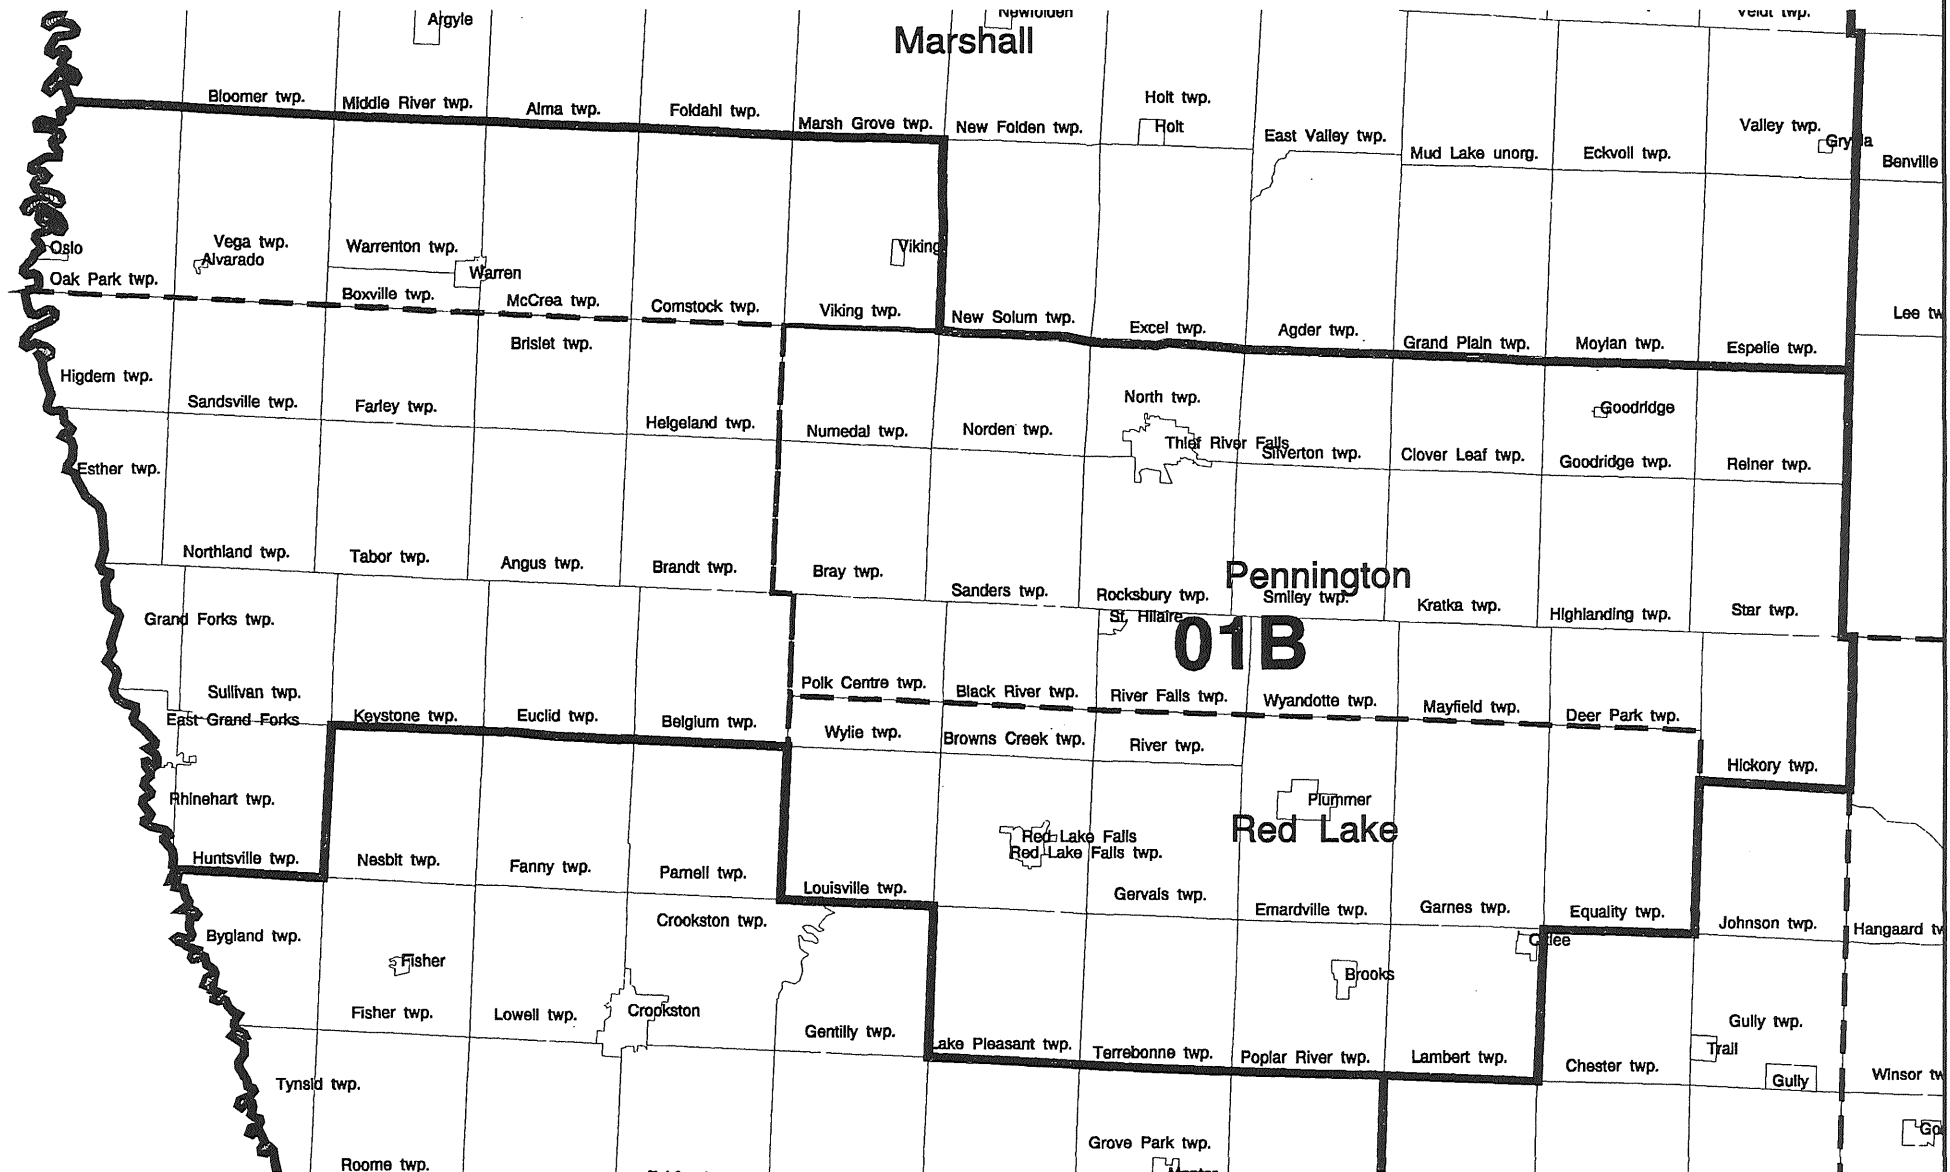 Argyle
Newfolden
Marshall
Veldt twp.
Bloomer twp.
Middle River twp.
Alma twp.
Foldahl twp.
Marsh Grove twp.
New Folden twp.
Holt twp.
Holt
East Valley twp.
Mud Lake unorg.
Eckvoll twp.
Valley twp.
Grygla
Benville
Oslo
Vega twp.
Alvarado
Warrenton twp.
Warren
Viking
Oak Park twp.
Boxville twp.
McCrea twp.
Comstock twp.
Viking twp.
New Solum twp.
Excel twp.
Agder twp.
Grand Plain twp.
Moylan twp.
Espelie twp.
Lee tw
Brislet twp.
Higdem twp.
Sandsville twp.
Farley twp.
Helgeland twp.
Numedal twp.
Norden twp.
North twp.
Thief River Falls
Silverton twp.
Clover Leaf twp.
Goodridge
Goodridge twp.
Reiner twp.
Esther twp.
Northland twp.
Tabor twp.
Angus twp.
Brandt twp.
Bray twp.
Sanders twp.
Rocksbury twp.
Pennington
Smiley twp.
Kratka twp.
Highlanding twp.
Star twp.
St. Hilaire
01B
Grand Forks twp.
Sullivan twp.
East Grand Forks
Keystone twp.
Euclid twp.
Belgium twp.
Polk Centre twp.
Black River twp.
River Falls twp.
Wyandotte twp.
Mayfield twp.
Deer Park twp.
Wylie twp.
Browns Creek twp.
River twp.
Hickory twp.
Rhinehart twp.
Plummer
Red Lake
Red Lake Falls
Red Lake Falls twp.
Huntsville twp.
Nesbit twp.
Fanny twp.
Parnell twp.
Louisville twp.
Gervais twp.
Emardville twp.
Garnes twp.
Equality twp.
Johnson twp.
Hangaard tw
Crookston twp.
Bygland twp.
Fisher
Oklee
Brooks
Fisher twp.
Lowell twp.
Crookston
Gentilly twp.
Lake Pleasant twp.
Terrebonne twp.
Poplar River twp.
Lambert twp.
Chester twp.
Gully twp.
Trail
Gully
Winsor tw
Tynsid twp.
Grove Park twp.
Roome twp.